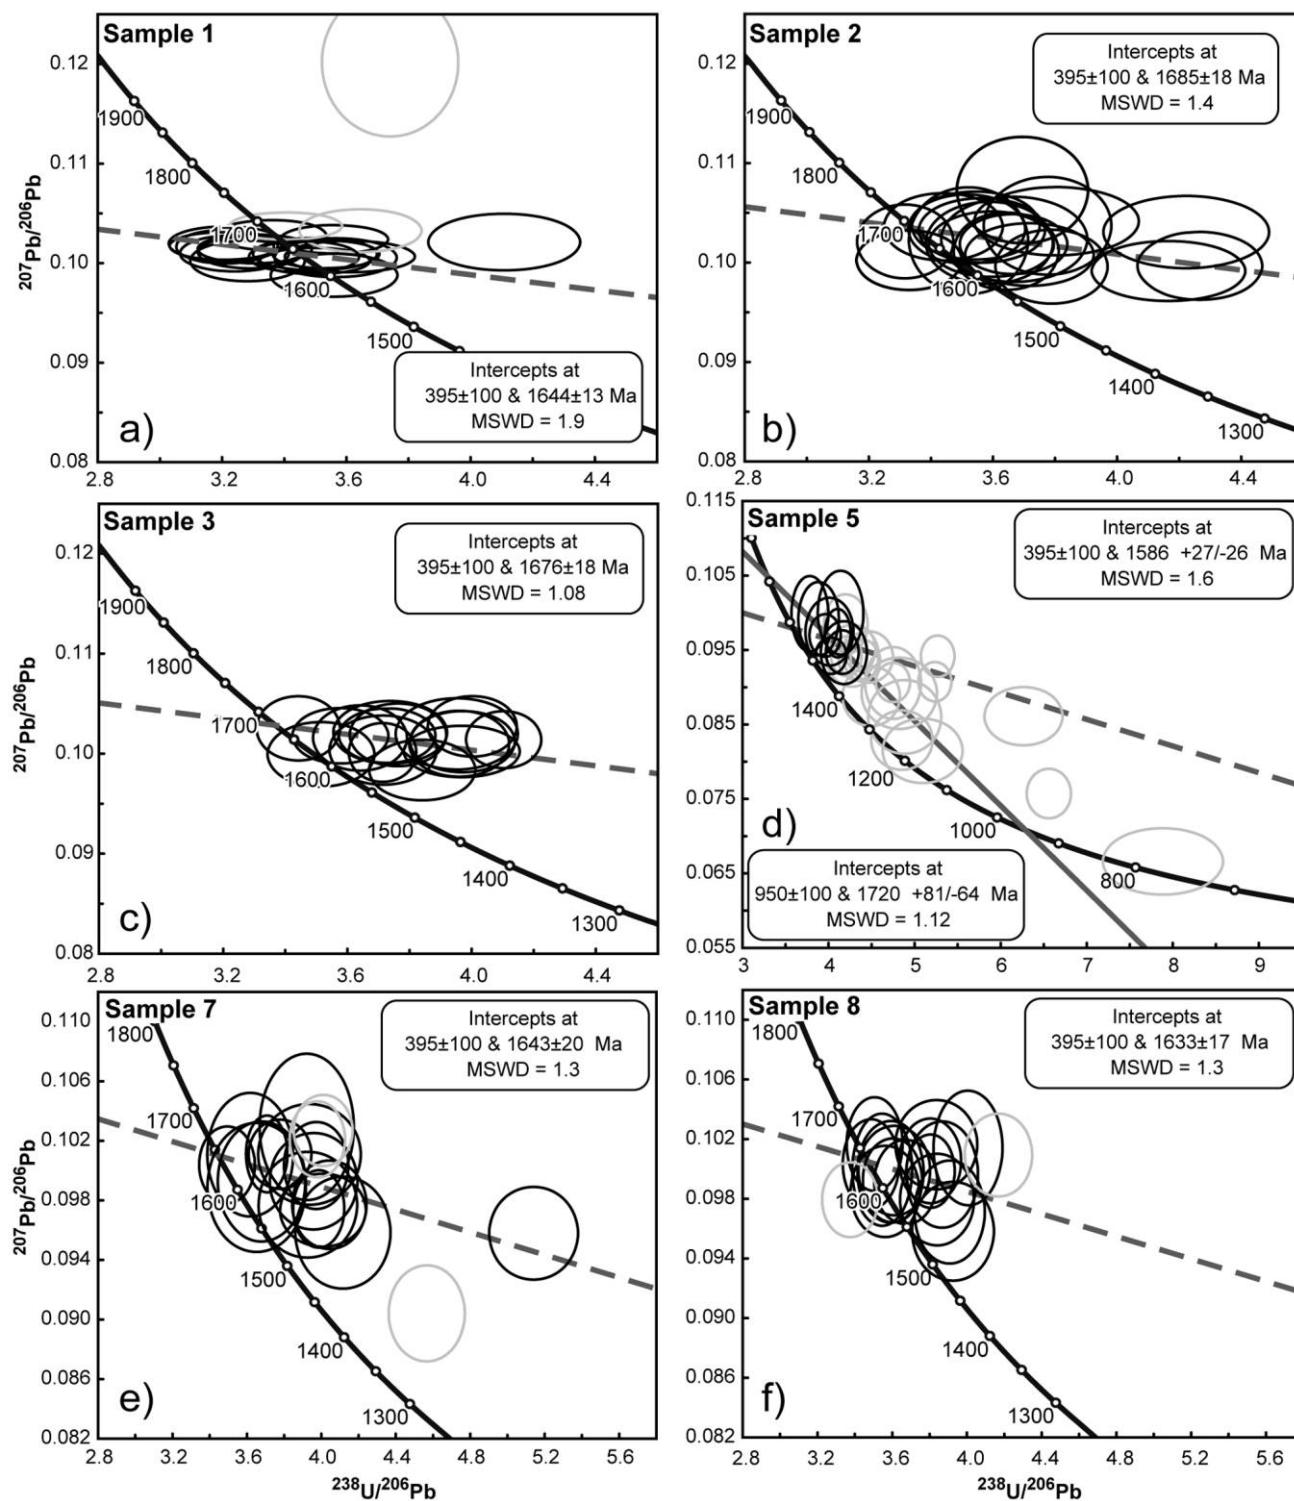 Sample 1
0.12
0.11
0.10
0.09
0.08
207Pb/206Pb
1900
1800
1700
1600
1500
Intercepts at
395±100 & 1644±13 Ma
MSWD = 1.9
a)
2.8
3.2
3.6
4.0
4.4
Sample 2
Intercepts at
395±100 & 1685±18 Ma
MSWD = 1.4
0.12
0.11
0.10
0.09
0.08
1900
1800
1700
1600
1500
1400
1300
b)
2.8
3.2
3.6
4.0
4.4
Sample 3
Intercepts at
395±100 & 1676±18 Ma
MSWD = 1.08
0.12
0.11
0.10
0.09
0.08
207Pb/206Pb
1900
1800
1700
1600
1500
1400
1300
c)
2.8
3.2
3.6
4.0
4.4
Sample 5
Intercepts at
395±100 & 1586 +27/-26 Ma
MSWD = 1.6
0.115
0.105
0.095
0.085
0.075
0.065
0.055
1400
1200
1000
800
d)
Intercepts at
950±100 & 1720 +81/-64 Ma
MSWD = 1.12
3
4
5
6
7
8
9
Sample 7
Intercepts at
395±100 & 1643±20 Ma
MSWD = 1.3
0.110
0.106
0.102
0.098
0.094
0.090
0.086
0.082
207Pb/206Pb
1800
1700
1600
1500
1400
1300
e)
2.8
3.2
3.6
4.0
4.4
4.8
5.2
5.6
238U/206Pb
Sample 8
Intercepts at
395±100 & 1633±17 Ma
MSWD = 1.3
0.110
0.106
0.102
0.098
0.094
0.090
0.086
0.082
1800
1700
1600
1500
1400
1300
f)
2.8
3.2
3.6
4.0
4.4
4.8
5.2
5.6
238U/206Pb